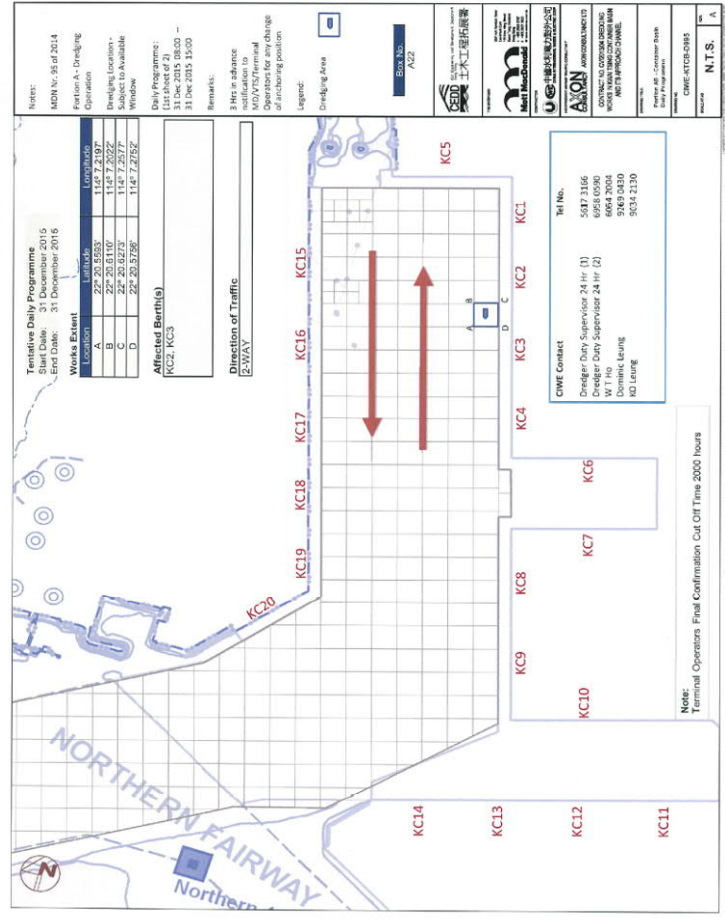 Tentative Daily Programme
Start Date: 31 December 2015
End Date: 31 December 2015
Works Extent
Location Latitude Longitude
A 22° 20.5593' 114° 7.2197'
B 22° 20.6110' 114° 7.2022'
C 22° 20.6273' 114° 7.2577'
D 22° 20.5756' 114° 7.2752'
Affected Berth(s)
KC2, KC3
Direction of Traffic
2-WAY
Notes:
MDN Nr. 95 of 2014
Portion A - Dredging
Operation
Dredging Location -
Subject to Available
Window
Daily Programme:
(1st sheet of 2)
31 Dec 2015 08:00 –
31 Dec 2015 15:00
Remarks:
3 Hrs in advance
notification to
MD/VTS/Terminal
Operators for any change
of anchoring position
Legend:
Dredging Area
Box No.
A22
CEDD 土木工程拓展署
Mott MacDonald
AXON
CONSULTANCY
Portion AB - Container Basin
Daily Programme
CIWE-KTCB-D995
N.T.S. A
KC20
KC19
KC18
KC17
KC16
KC15
KC5
KC1
KC2
KC3
KC4
KC6
KC7
KC8
KC9
KC10
KC11
KC12
KC13
KC14
A
B
C
D
N
NORTHERN FAIRWAY
Northern
CIWE Contact Tel No.
Dredger Duty Supervisor 24 Hr (1) 5617 3166
Dredger Duty Supervisor 24 Hr (2) 6958 0590
W T Ho 6054 2004
Dominic Leung 9269 0430
KD Leung 9034 2130
Note:
Terminal Operators Final Confirmation Cut Off Time 2000 hours